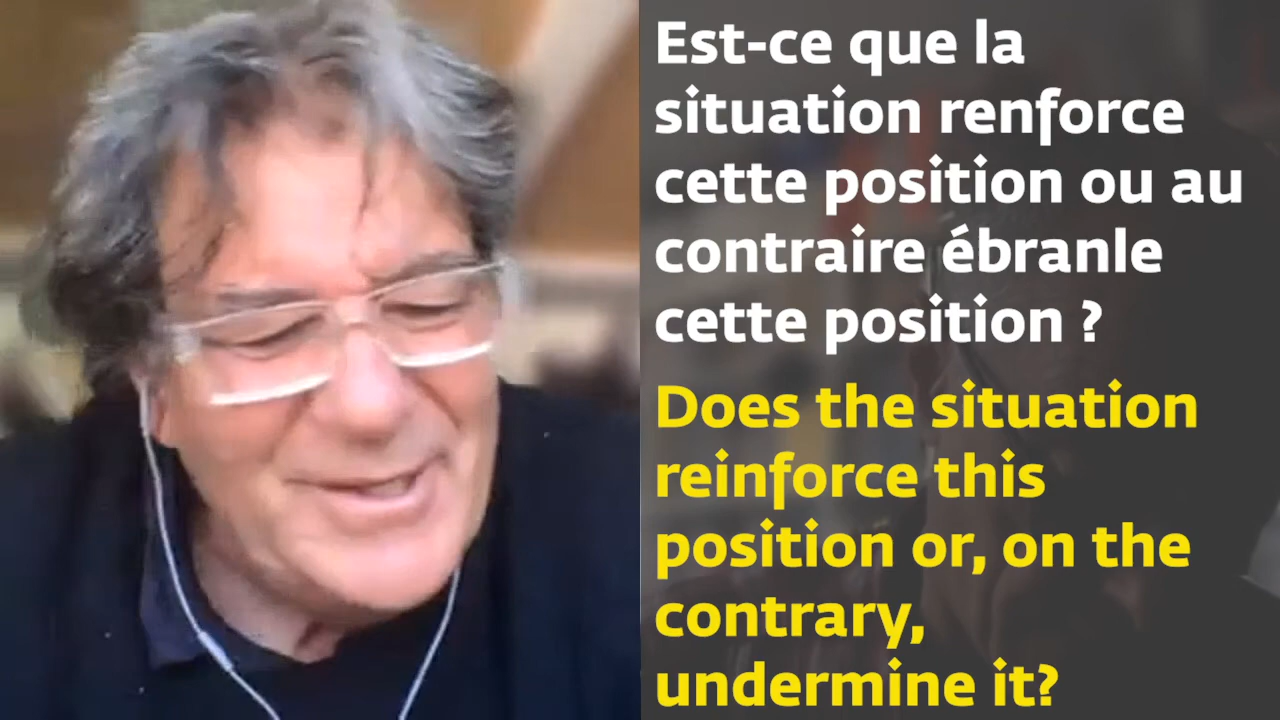 Est-ce que la
situation renforce
cette position ou au
contraire ébranle
cette position ?
Does the situation
reinforce this
position or, on the
contrary,
undermine it?